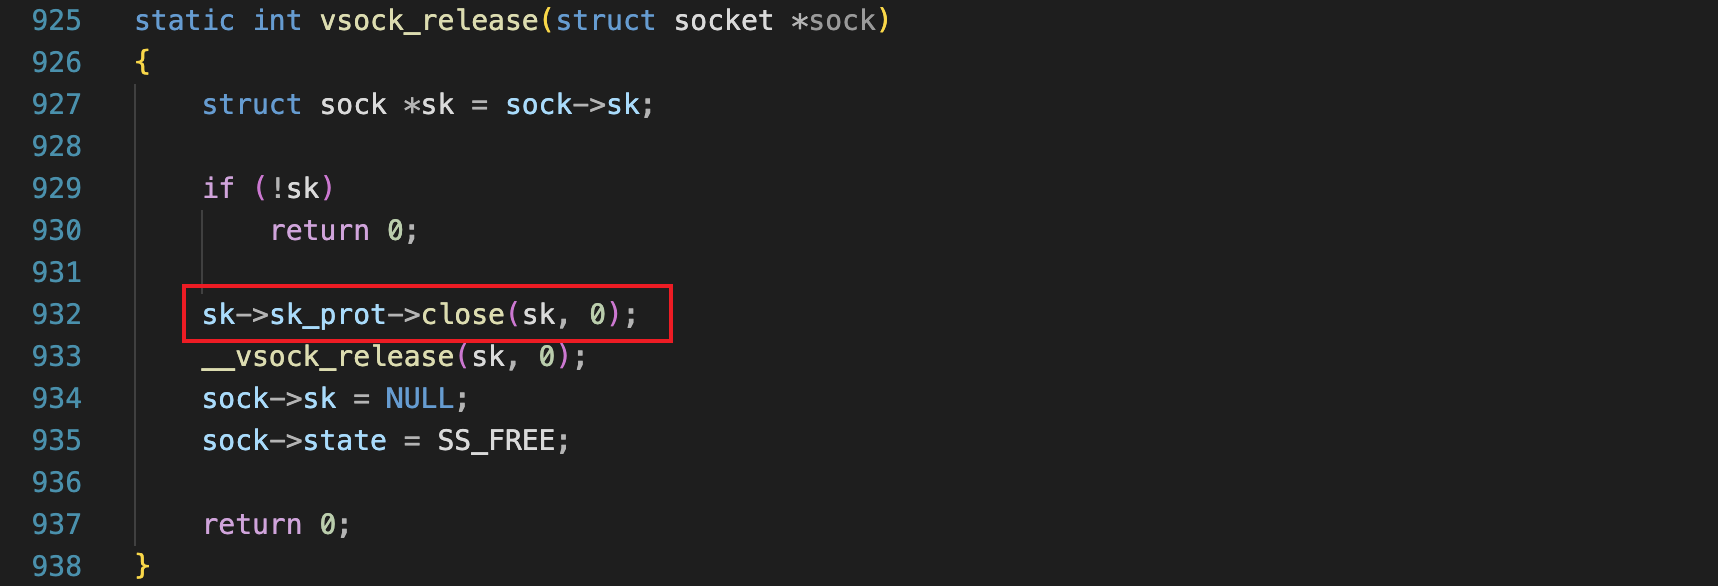 925 static int vsock_release(struct socket *sock)
926 {
927 struct sock *sk = sock->sk;
928
929 if (!sk)
930 return 0;
931
932 sk->sk_prot->close(sk, 0);
933 __vsock_release(sk, 0);
934 sock->sk = NULL;
935 sock->state = SS_FREE;
936
937 return 0;
938 }